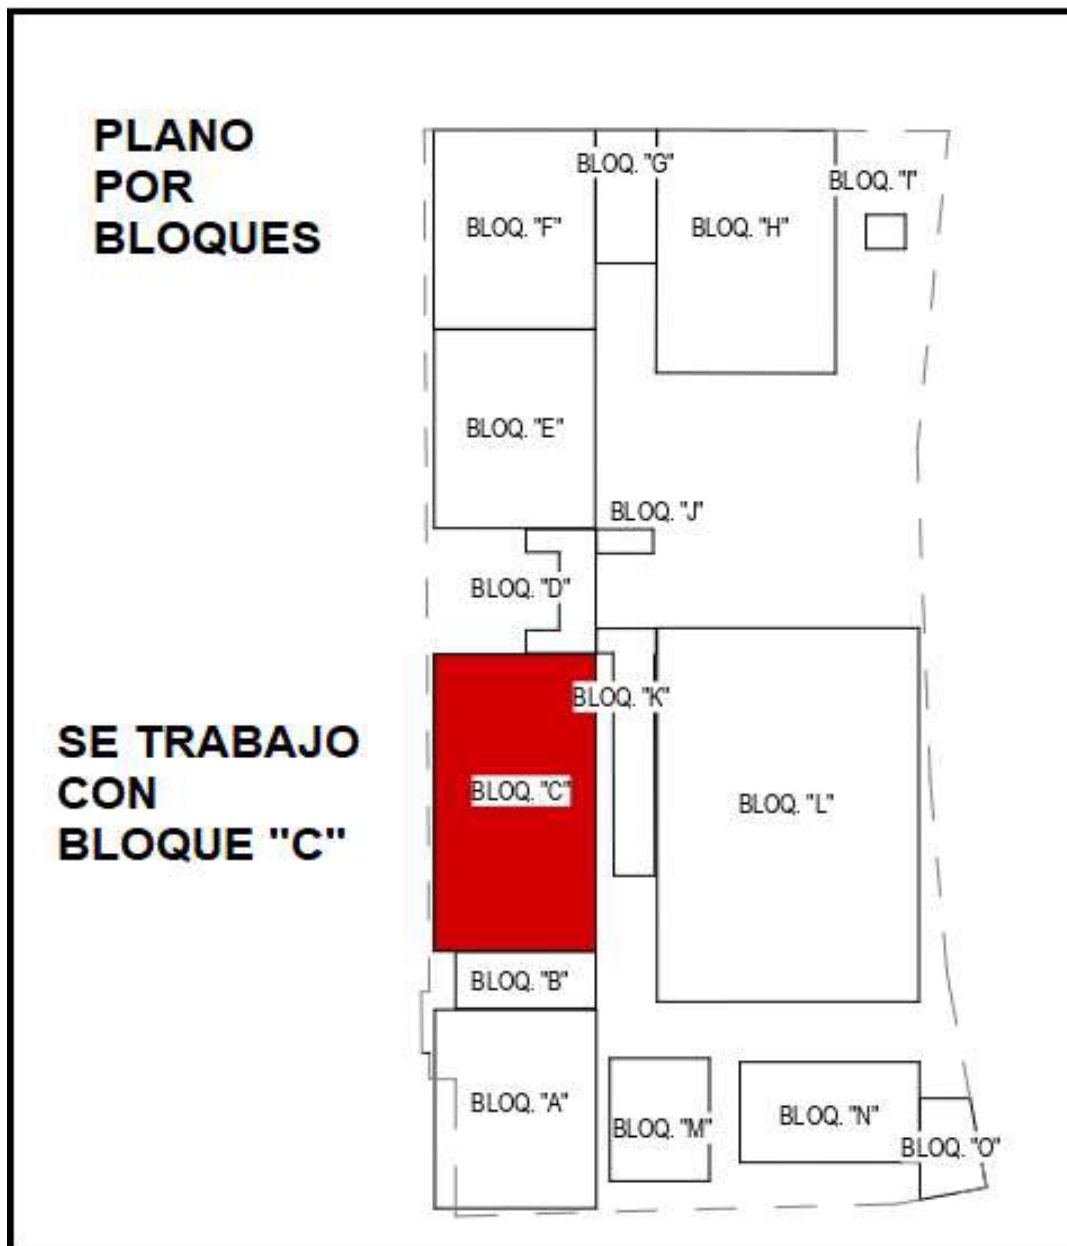 PLANO
POR
BLOQUES
BLOQ. "G"
BLOQ. "I"
BLOQ. "F"
BLOQ. "H"
BLOQ. "E"
BLOQ. "J"
BLOQ. "D"
BLOQ. "K"
SE TRABAJO
CON
BLOQUE "C"
BLOQ. "C"
BLOQ. "L"
BLOQ. "B"
BLOQ. "A"
BLOQ. "M"
BLOQ. "N"
BLOQ. "O"